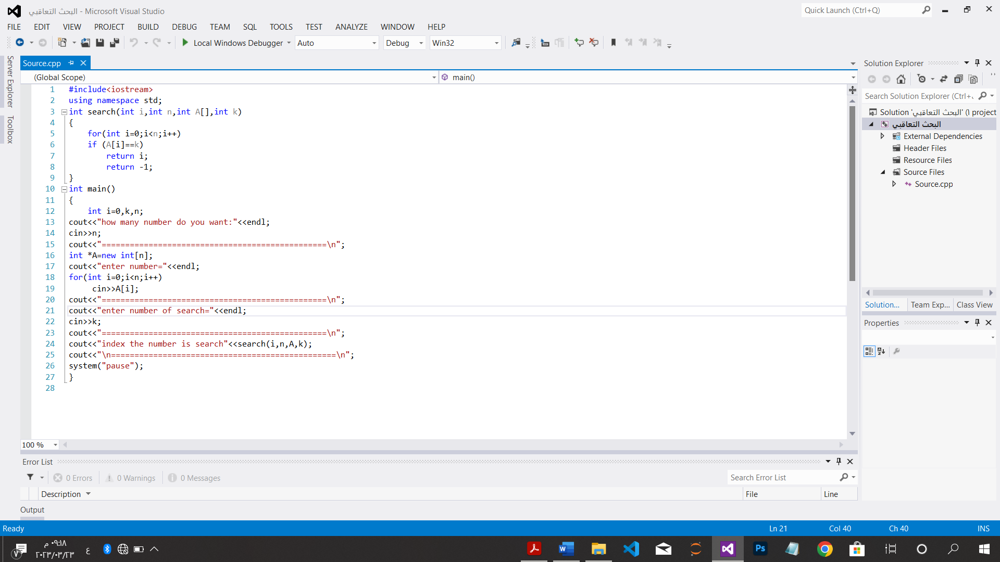 البحث التعاقبي - Microsoft Visual Studio
Quick Launch (Ctrl+Q)
FILE EDIT VIEW PROJECT BUILD DEBUG TEAM SQL TOOLS TEST ANALYZE WINDOW HELP
Local Windows Debugger Auto Debug Win32
Server Explorer
Toolbox
Source.cpp
(Global Scope) main()
1 #include<iostream>
2 using namespace std;
3 int search(int i,int n,int A[],int k)
4 {
5 for(int i=0;i<n;i++)
6 if (A[i]==k)
7 return i;
8 return -1;
9 }
10 int main()
11 {
12 int i=0,k,n;
13 cout<<"how many number do you want:"<<endl;
14 cin>>n;
15 cout<<"================================================\n";
16 int *A=new int[n];
17 cout<<"enter number="<<endl;
18 for(int i=0;i<n;i++)
19 cin>>A[i];
20 cout<<"================================================\n";
21 cout<<"enter number of search="<<endl;
22 cin>>k;
23 cout<<"================================================\n";
24 cout<<"index the number is search"<<search(i,n,A,k);
25 cout<<"\n================================================\n";
26 system("pause");
27 }
28
100 %
Solution Explorer
Search Solution Explorer (Ctrl+
Solution 'البحث التعاقبي' (١ project
البحث التعاقبي
External Dependencies
Header Files
Resource Files
Source Files
Source.cpp
Solution... Team Exp... Class View
Properties
Error List
0 Errors 0 Warnings 0 Messages
Search Error List
Description File Line
Output
Ready Ln 21 Col 40 Ch 40 INS
٠٩:١٨ م
٢٠٢٣/٠٣/٢٣
٧
ع
W
Ps